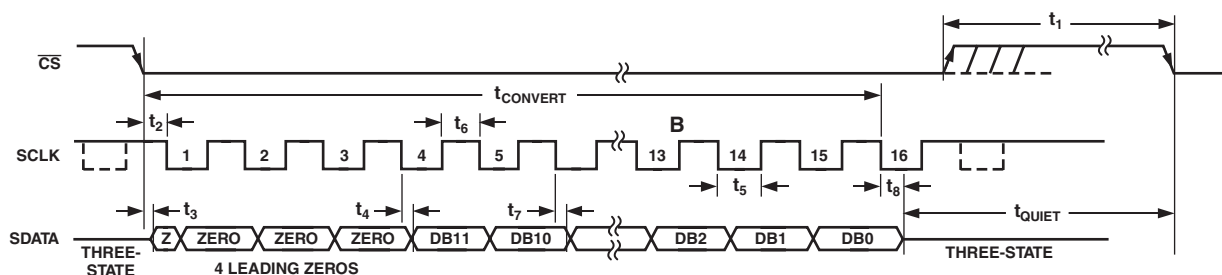 t1
CS
tCONVERT
t2 t6 B
SCLK 1 2 3 4 5 13 14 15 16
t5 t8
t3 t4 t7 tQUIET
SDATA Z ZERO ZERO ZERO DB11 DB10 DB2 DB1 DB0
THREE-
STATE
4 LEADING ZEROS
THREE-STATE